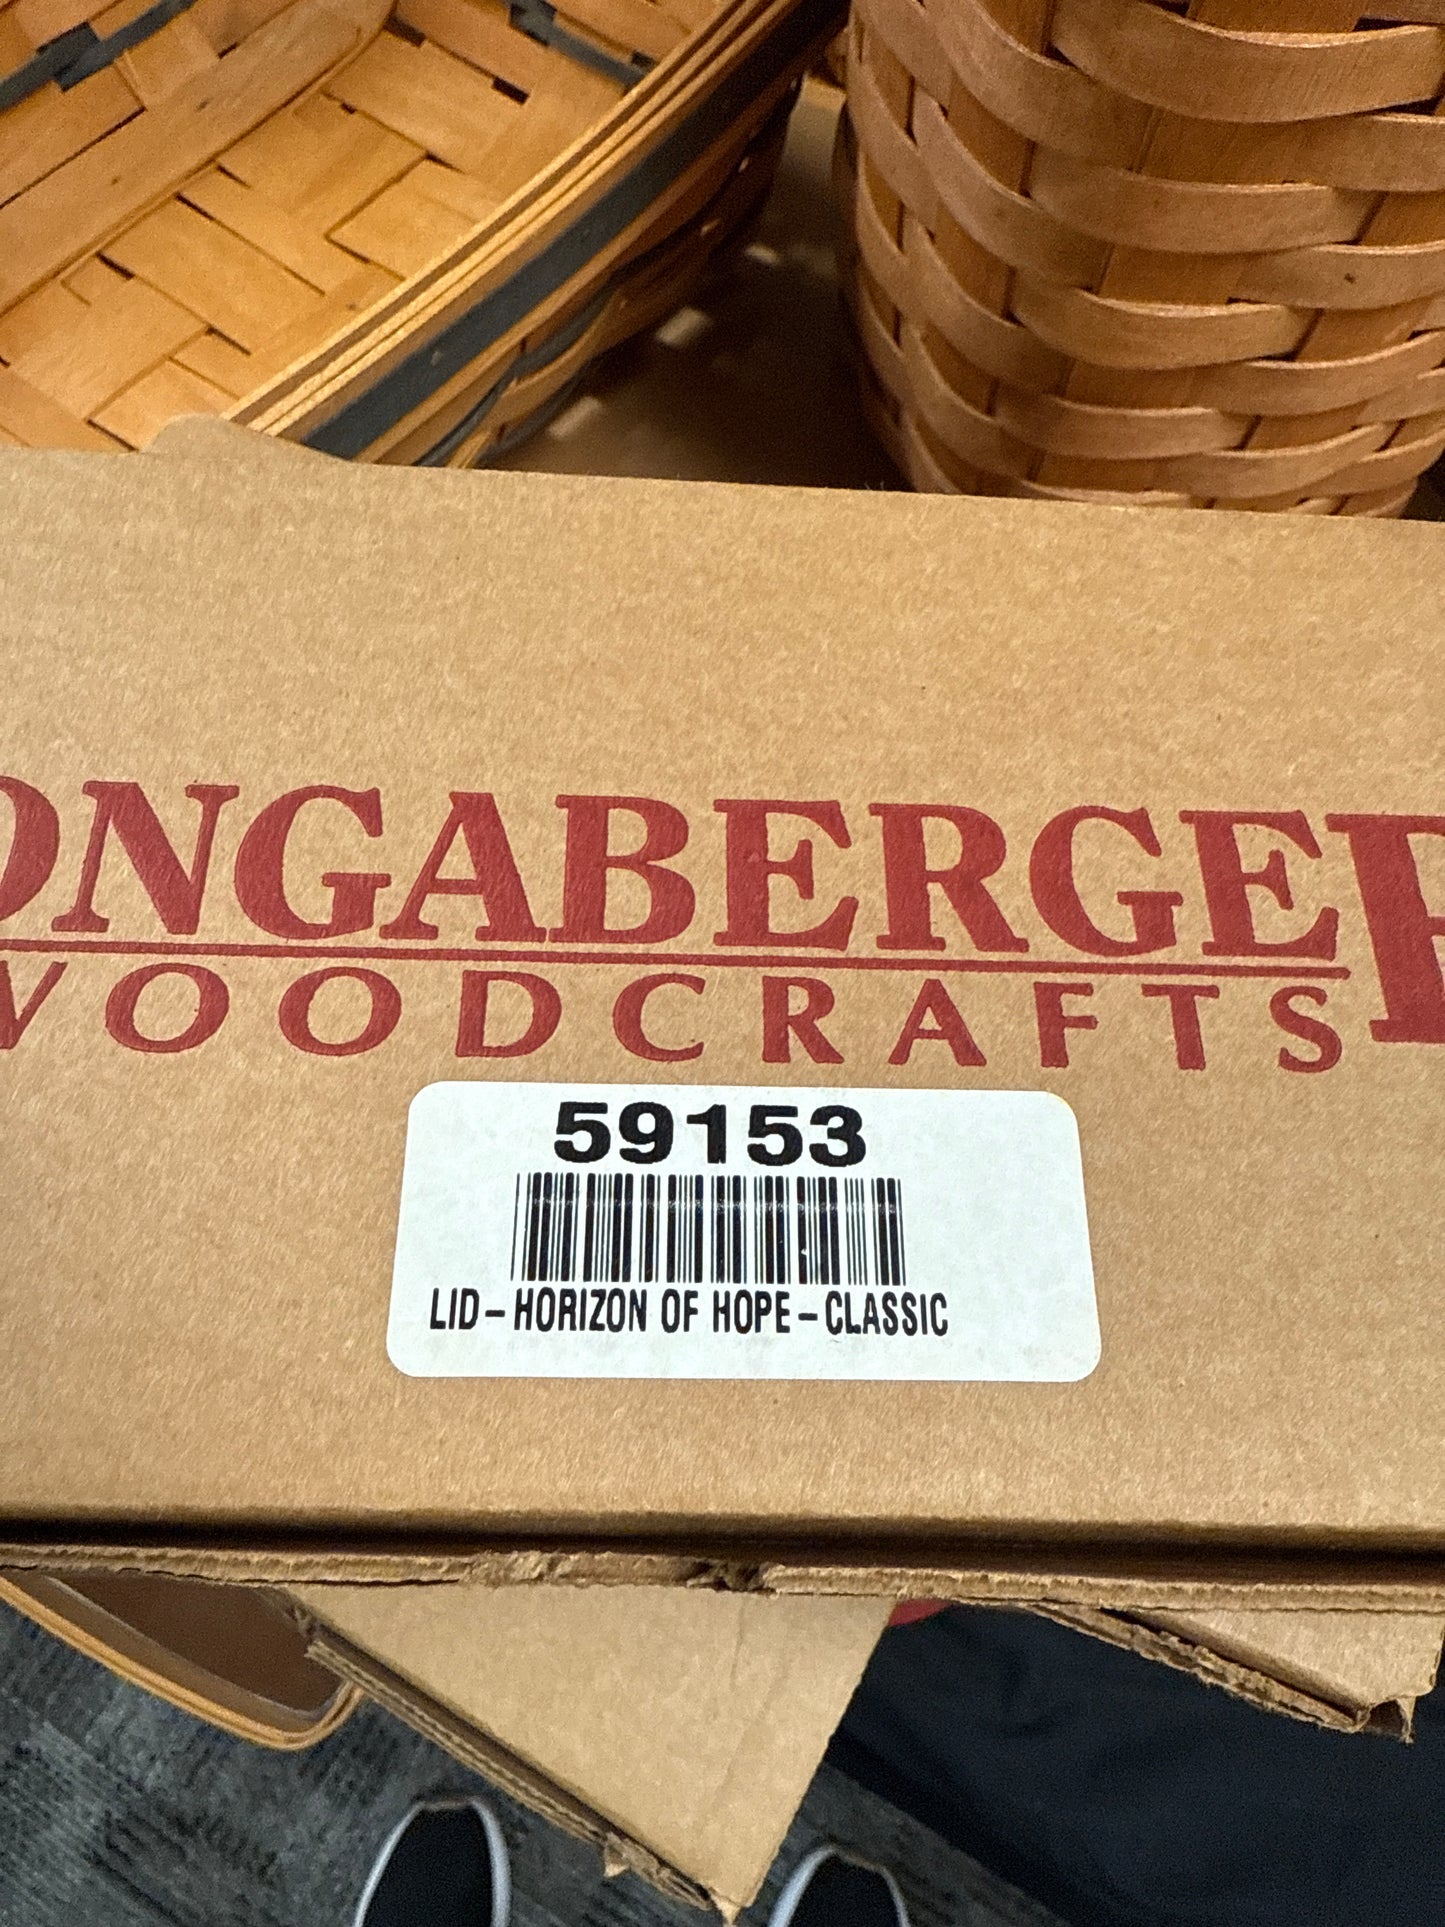 ONGABERGER
WOODCRAFTS
59153
LID-HORIZON OF HOPE-CLASSIC